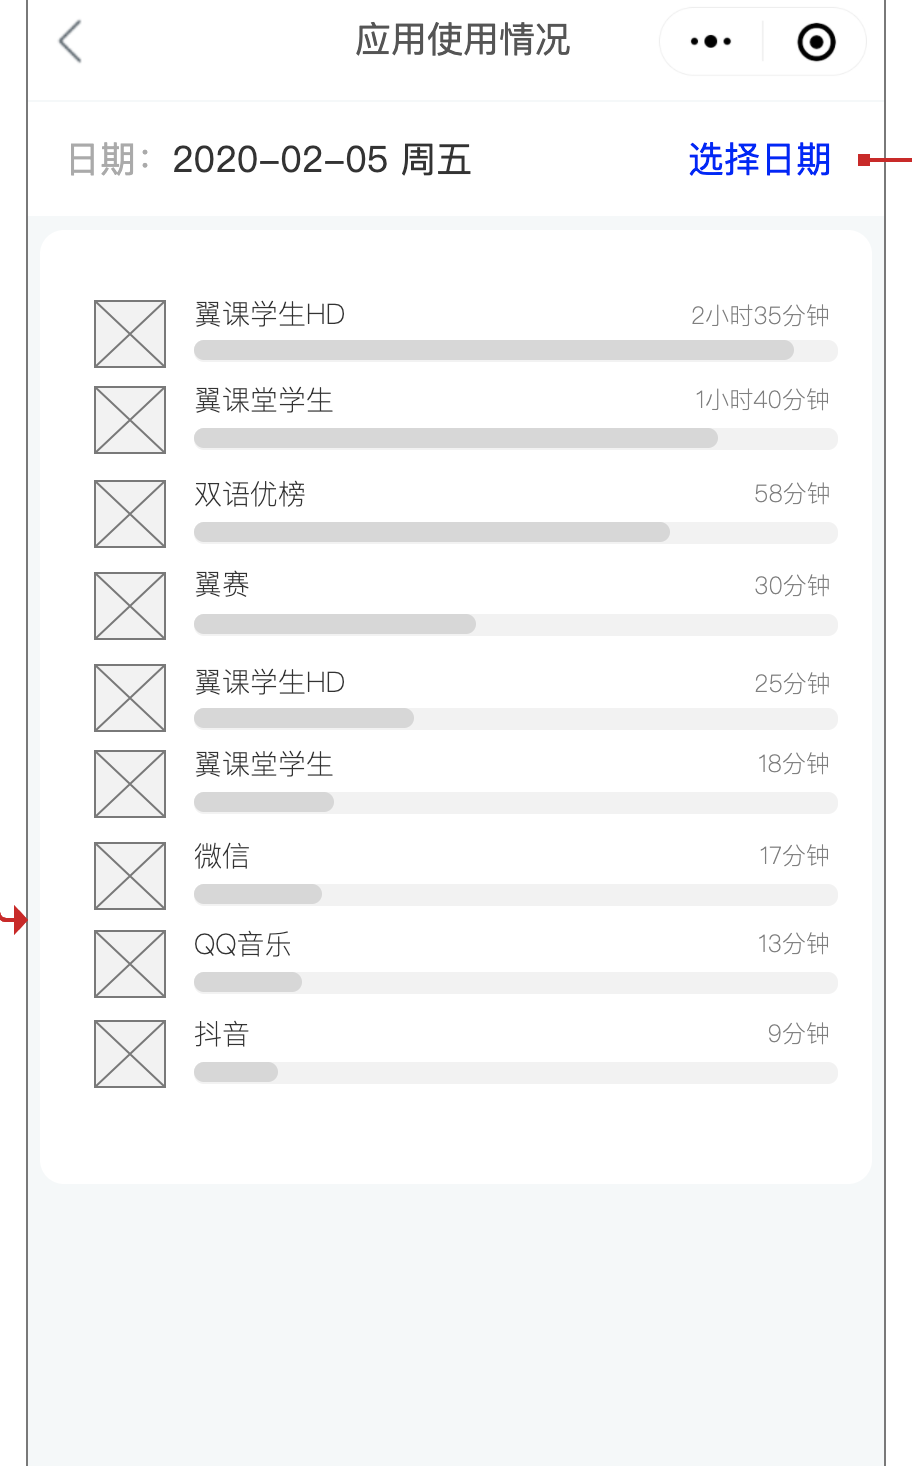 应用使用情况
日期：2020-02-05 周五 选择日期
翼课学生HD 2小时35分钟
翼课堂学生 1小时40分钟
双语优榜 58分钟
翼赛 30分钟
翼课学生HD 25分钟
翼课堂学生 18分钟
微信 17分钟
QQ音乐 13分钟
抖音 9分钟